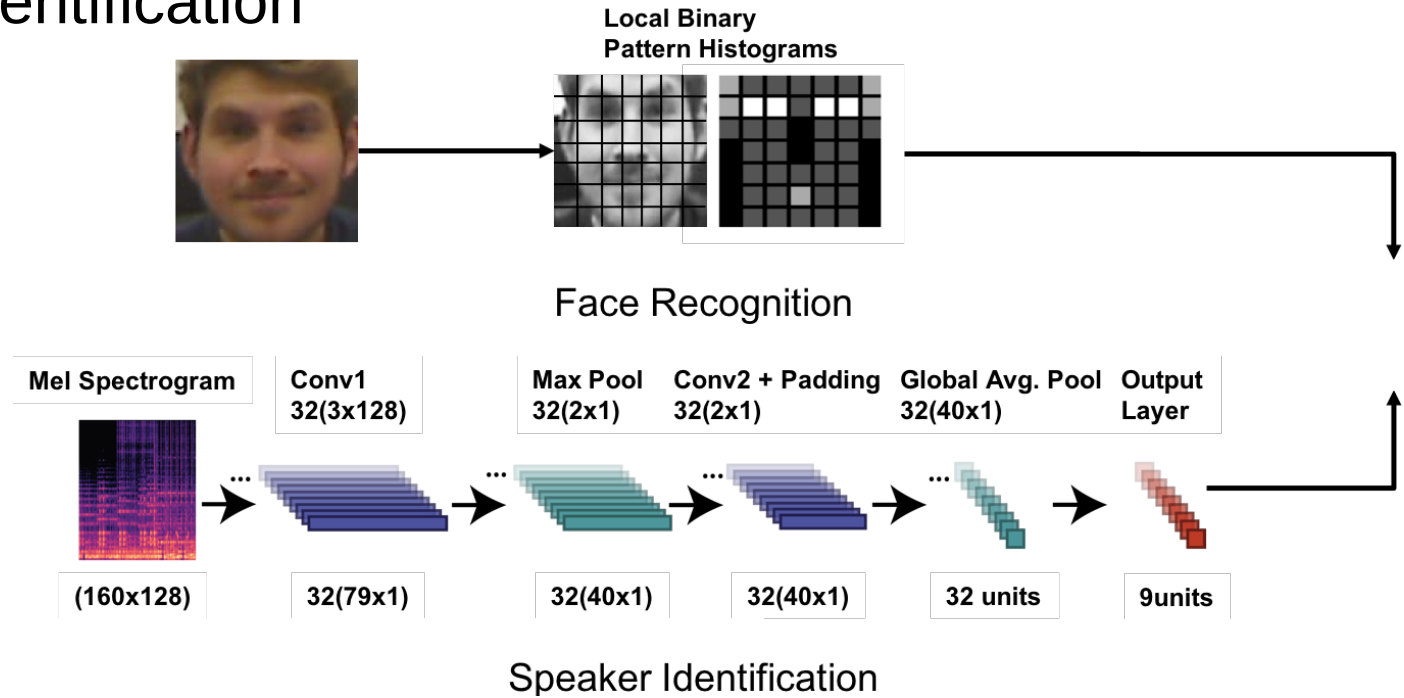 entification
Local Binary
Pattern Histograms
Face Recognition
Mel Spectrogram
Conv1
32(3x128)
Max Pool
32(2x1)
Conv2 + Padding
32(2x1)
Global Avg. Pool
32(40x1)
Output
Layer
...
...
...
...
(160x128)
32(79x1)
32(40x1)
32(40x1)
32 units
9units
Speaker Identification